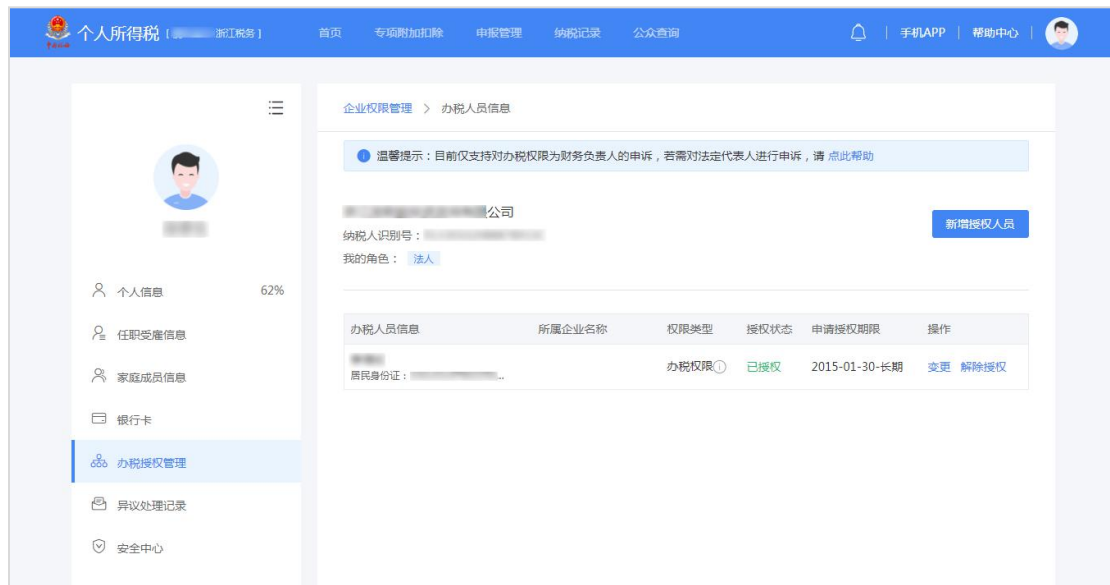 个人所得税 [ 浙江税务 ] 首页 专项附加扣除 申报管理 纳税记录 公众查询 手机APP 帮助中心
企业权限管理 > 办税人员信息
温馨提示：目前仅支持对办税权限为财务负责人的申诉，若需对法定代表人进行申诉，请 点此帮助
公司
新增授权人员
纳税人识别号：
我的角色： 法人
个人信息 62%
任职受雇信息
家庭成员信息
银行卡
办税授权管理
异议处理记录
安全中心
办税人员信息 所属企业名称 权限类型 授权状态 申请授权期限 操作
居民身份证： ...
办税权限 已授权 2015-01-30-长期 变更 解除授权